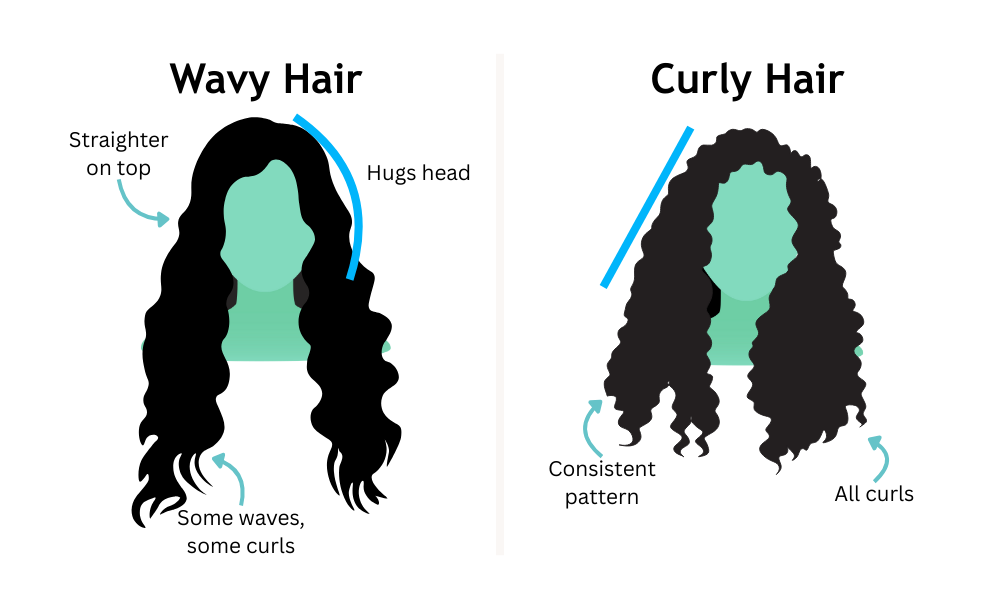 Wavy Hair
Straighter
on top
Hugs head
Some waves,
some curls
Curly Hair
Consistent
pattern
All curls